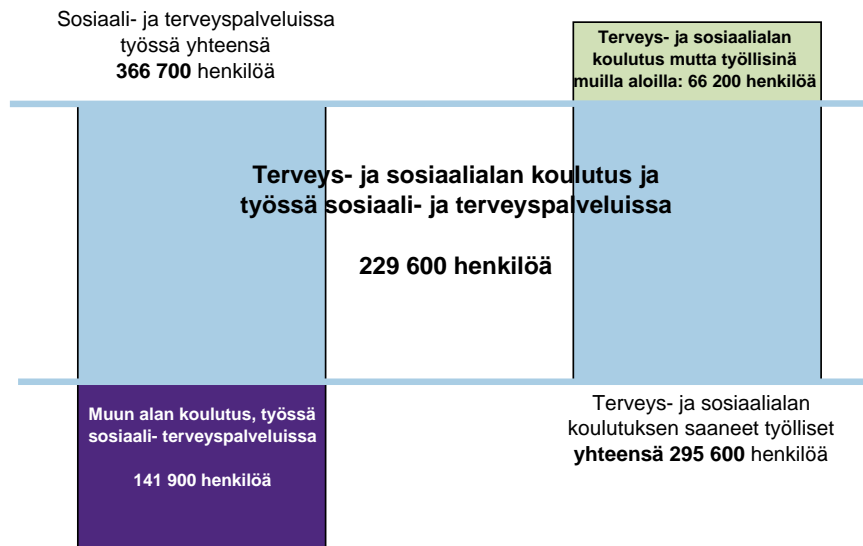 Sosiaali- ja terveyspalveluissa
työssä yhteensä
366 700 henkilöä
Terveys- ja sosiaalialan
koulutus mutta työllisinä
muilla aloilla: 66 200 henkilöä
Terveys- ja sosiaalialan koulutus ja
työssä sosiaali- ja terveyspalveluissa
229 600 henkilöä
Muun alan koulutus, työssä
sosiaali- terveyspalveluissa
141 900 henkilöä
Terveys- ja sosiaalialan
koulutuksen saaneet työlliset
yhteensä 295 600 henkilöä